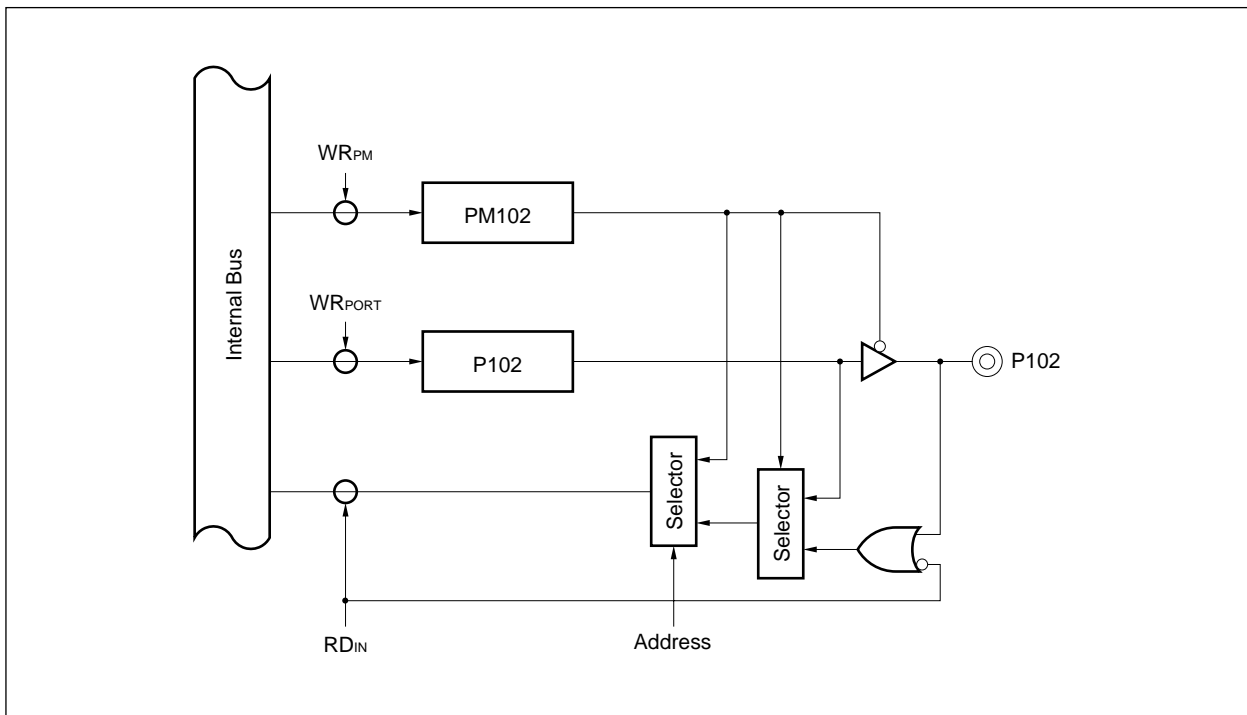 WRPM
PM102
Internal Bus
WRPORT
P102
P102
Selector
Selector
RDIN
Address